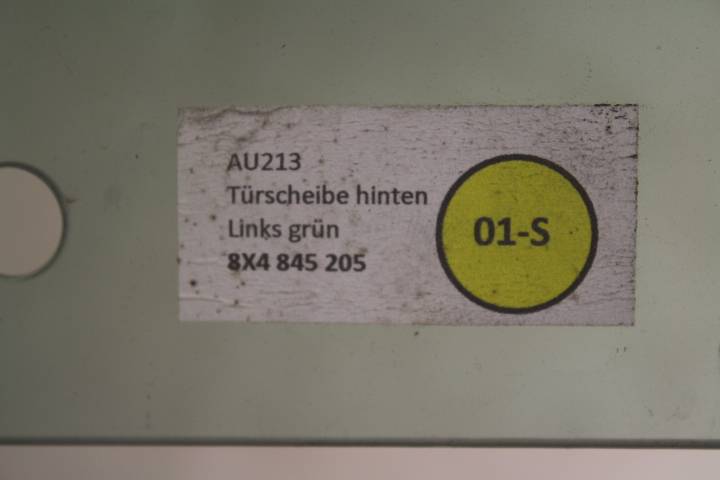 AU213
Türscheibe hinten
Links grün
8X4 845 205
01-S